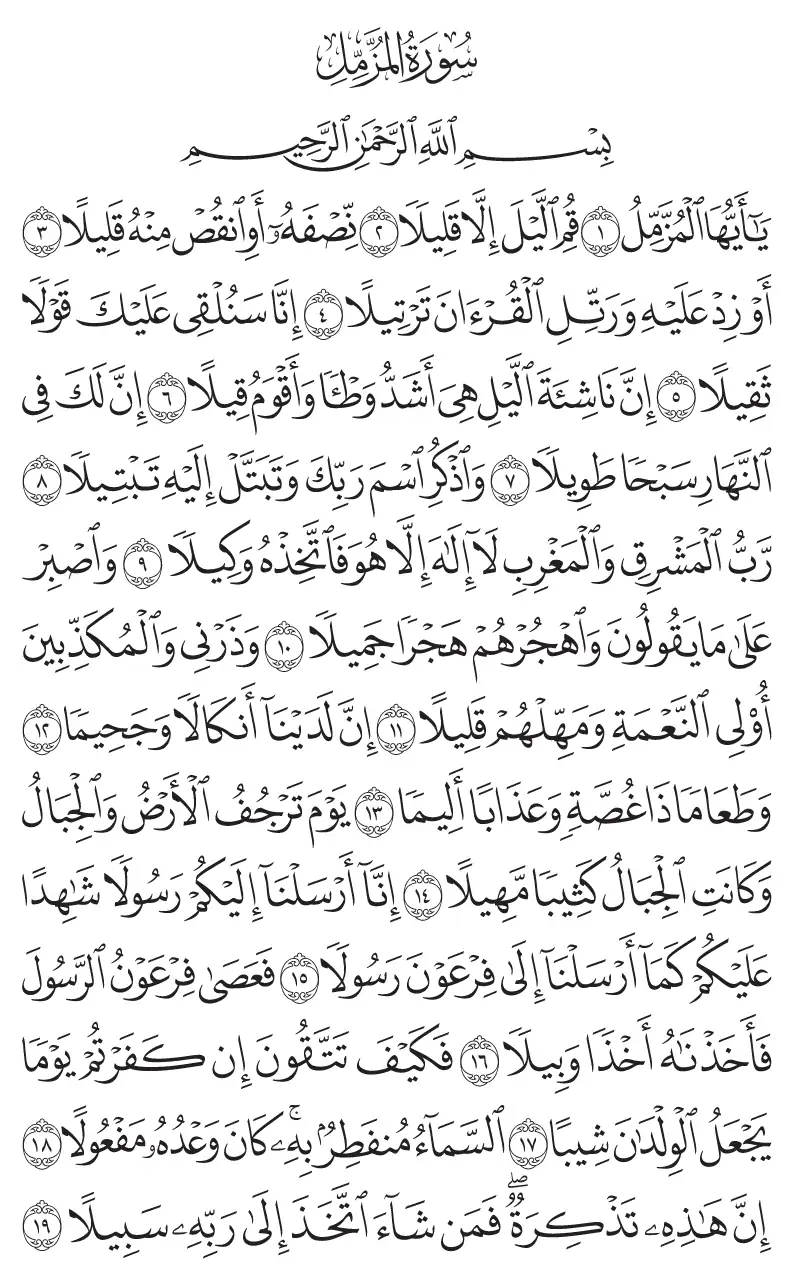 سُورَةُ المُزَّمِّلِ
بِسْمِ ٱللَّهِ ٱلرَّحْمَٰنِ ٱلرَّحِيمِ
يَٰٓأَيُّهَا ٱلْمُزَّمِّلُ ١ قُمِ ٱلَّيْلَ إِلَّا قَلِيلًا ٢ نِّصْفَهُۥٓ أَوِ ٱنقُصْ مِنْهُ قَلِيلًا ٣
أَوْ زِدْ عَلَيْهِ وَرَتِّلِ ٱلْقُرْءَانَ تَرْتِيلًا ٤ إِنَّا سَنُلْقِى عَلَيْكَ قَوْلًا
ثَقِيلًا ٥ إِنَّ نَاشِئَةَ ٱلَّيْلِ هِىَ أَشَدُّ وَطْـًٔا وَأَقْوَمُ قِيلًا ٦ إِنَّ لَكَ فِى
ٱلنَّهَارِ سَبْحًا طَوِيلًا ٧ وَٱذْكُرِ ٱسْمَ رَبِّكَ وَتَبَتَّلْ إِلَيْهِ تَبْتِيلًا ٨
رَّبُّ ٱلْمَشْرِقِ وَٱلْمَغْرِبِ لَآ إِلَٰهَ إِلَّا هُوَ فَٱتَّخِذْهُ وَكِيلًا ٩ وَٱصْبِرْ
عَلَىٰ مَا يَقُولُونَ وَٱهْجُرْهُمْ هَجْرًا جَمِيلًا ١٠ وَذَرْنِى وَٱلْمُكَذِّبِينَ
أُو۟لِى ٱلنَّعْمَةِ وَمَهِّلْهُمْ قَلِيلًا ١١ إِنَّ لَدَيْنَآ أَنكَالًا وَجَحِيمًا ١٢
وَطَعَامًا ذَا غُصَّةٍ وَعَذَابًا أَلِيمًا ١٣ يَوْمَ تَرْجُفُ ٱلْأَرْضُ وَٱلْجِبَالُ
وَكَانَتِ ٱلْجِبَالُ كَثِيبًا مَّهِيلًا ١٤ إِنَّآ أَرْسَلْنَآ إِلَيْكُمْ رَسُولًا شَٰهِدًا
عَلَيْكُمْ كَمَآ أَرْسَلْنَآ إِلَىٰ فِرْعَوْنَ رَسُولًا ١٥ فَعَصَىٰ فِرْعَوْنُ ٱلرَّسُولَ
فَأَخَذْنَٰهُ أَخْذًا وَبِيلًا ١٦ فَكَيْفَ تَتَّقُونَ إِن كَفَرْتُمْ يَوْمًا
يَجْعَلُ ٱلْوِلْدَٰنَ شِيبًا ١٧ ٱلسَّمَآءُ مُنفَطِرٌۢ بِهِۦ ۚ كَانَ وَعْدُهُۥ مَفْعُولًا ١٨
إِنَّ هَٰذِهِۦ تَذْكِرَةٌ ۖ فَمَن شَآءَ ٱتَّخَذَ إِلَىٰ رَبِّهِۦ سَبِيلًا ١٩